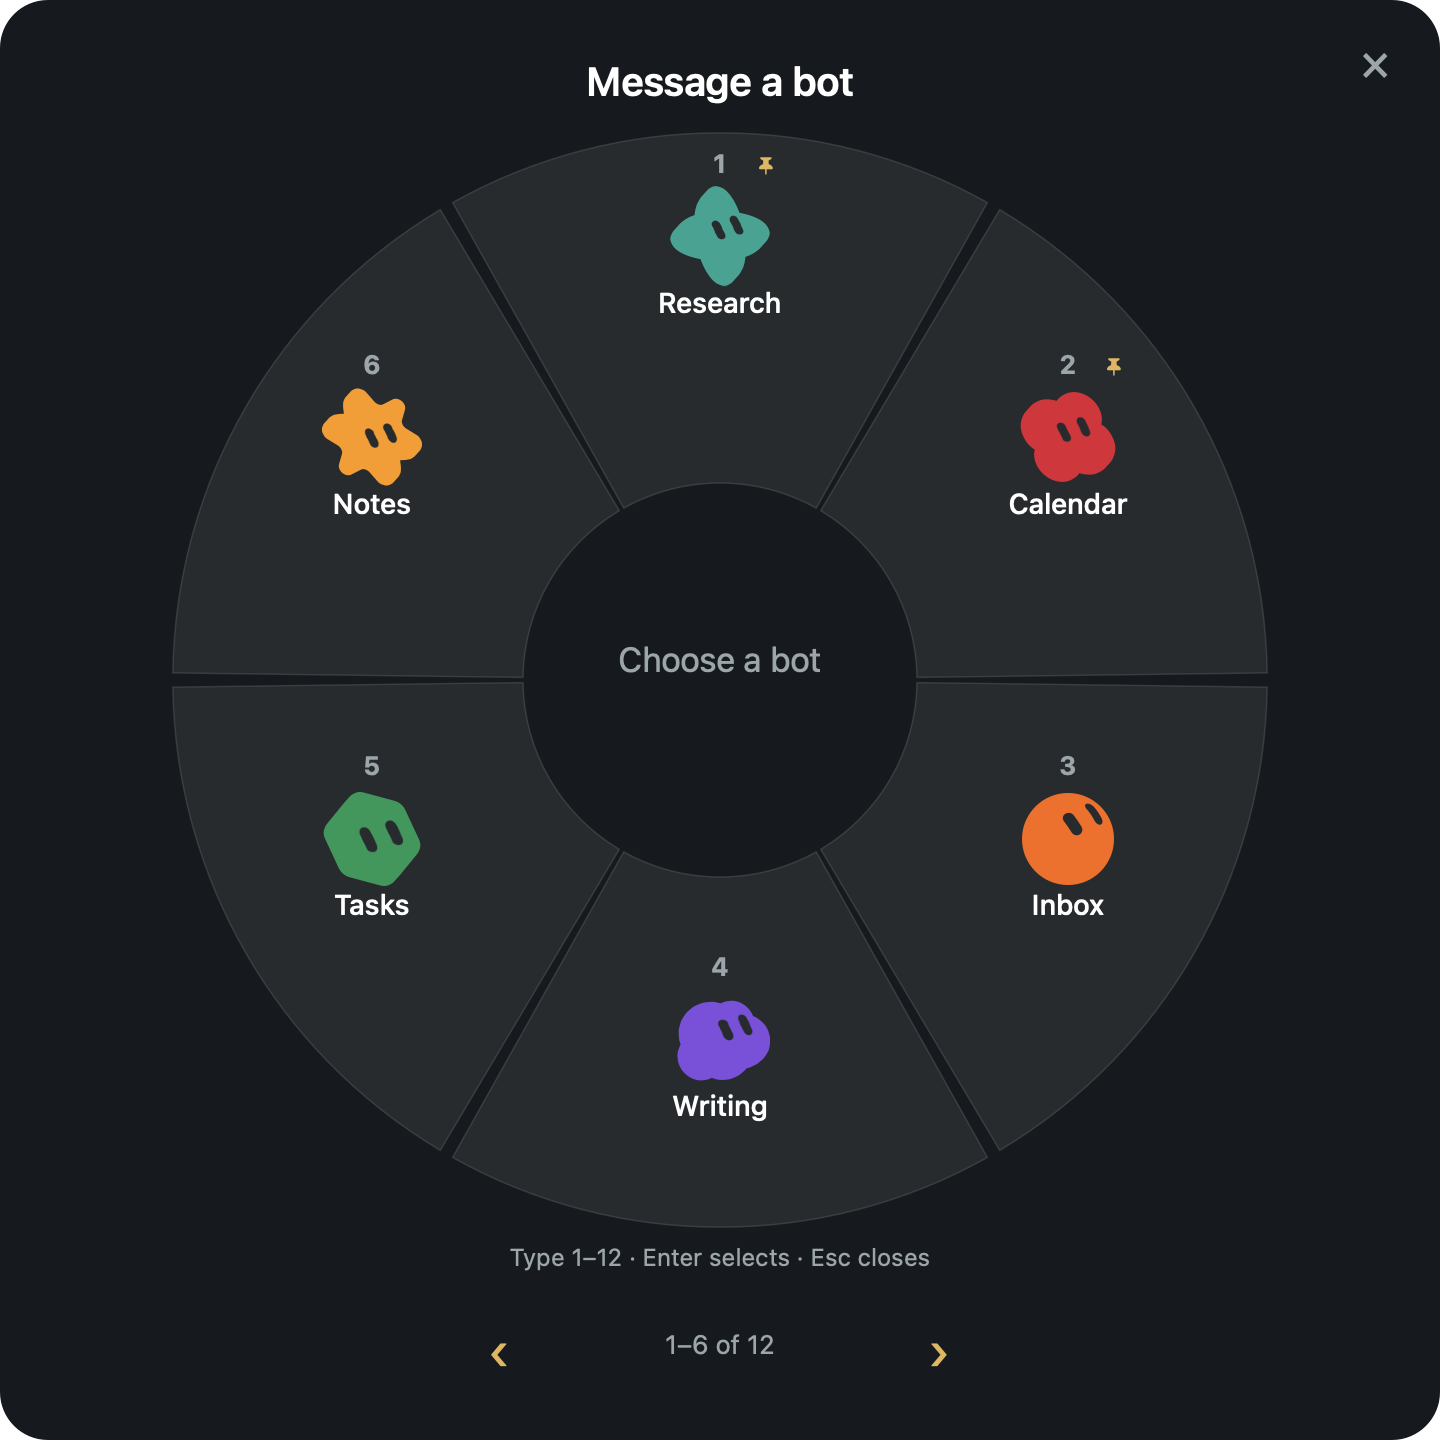 Message a bot
×
1
Research
2
Calendar
3
Inbox
4
Writing
5
Tasks
6
Notes
Choose a bot
Type 1–12 · Enter selects · Esc closes
‹ 1–6 of 12 ›